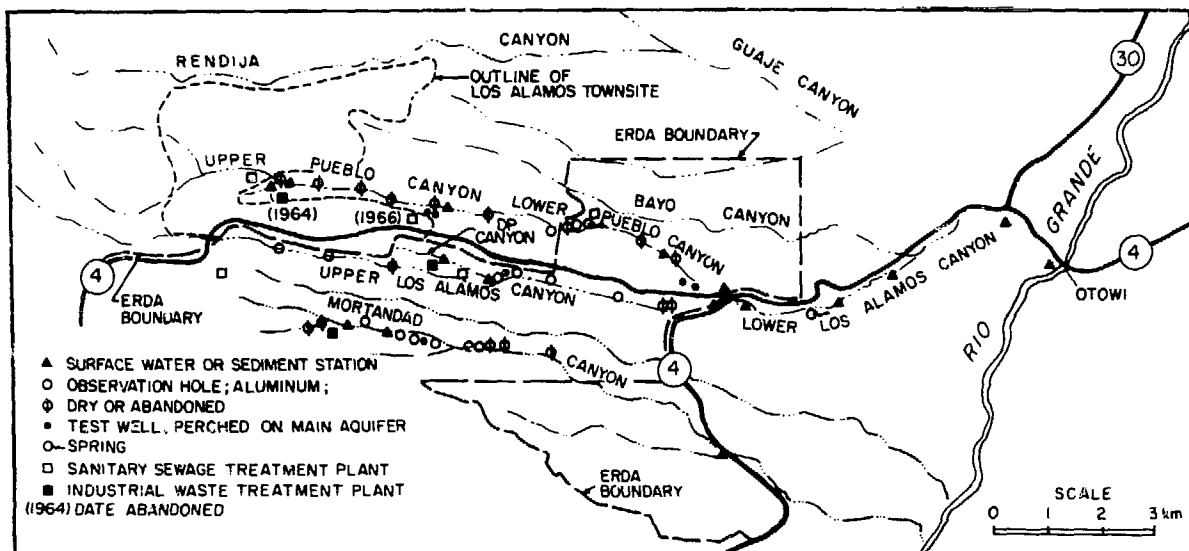 RENDIJA
CANYON
GUAJE CANYON
30
OUTLINE OF
LOS ALAMOS TOWNSITE
ERDA BOUNDARY
UPPER
PUEBLO
CANYON
(1964)
(1966)
DP
CANYON
LOWER
PUEBLO CANYON
BAYO
CANYON
RIO
GRANDE
4
ERDA
BOUNDARY
UPPER
LOS ALAMOS CANYON
MORTANDAD
CANYON
LOWER
LOS ALAMOS CANYON
OTOWI
4
4
▲ SURFACE WATER OR SEDIMENT STATION
OBSERVATION HOLE; ALUMINUM;
DRY OR ABANDONED
• TEST WELL, PERCHED ON MAIN AQUIFER
SPRING
□ SANITARY SEWAGE TREATMENT PLANT
■ INDUSTRIAL WASTE TREATMENT PLANT
(1964) DATE ABANDONED
ERDA
BOUNDARY
SCALE
0 1 2 3 km